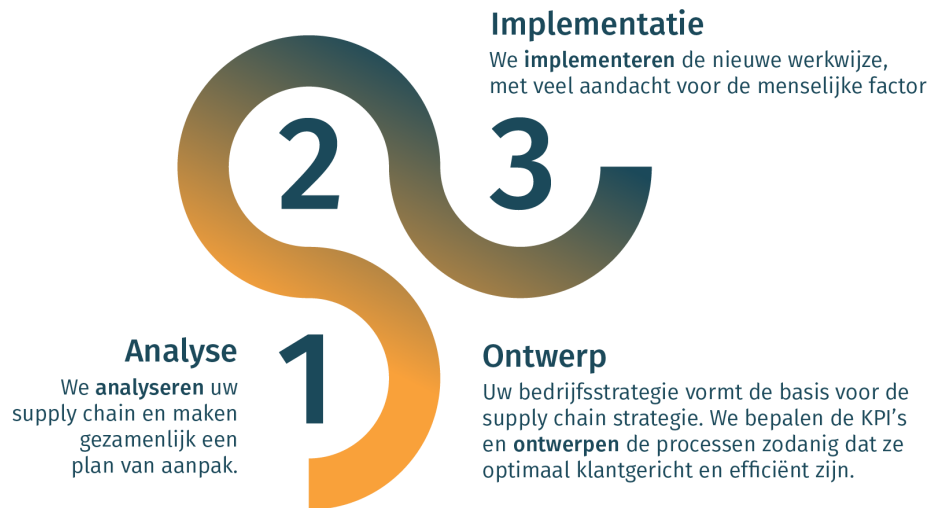 1
Analyse
We analyseren uw
supply chain en maken
gezamenlijk een
plan van aanpak.
2
Ontwerp
Uw bedrijfsstrategie vormt de basis voor de
supply chain strategie. We bepalen de KPI’s
en ontwerpen de processen zodanig dat ze
optimaal klantgericht en efficiënt zijn.
3
Implementatie
We implementeren de nieuwe werkwijze,
met veel aandacht voor de menselijke factor